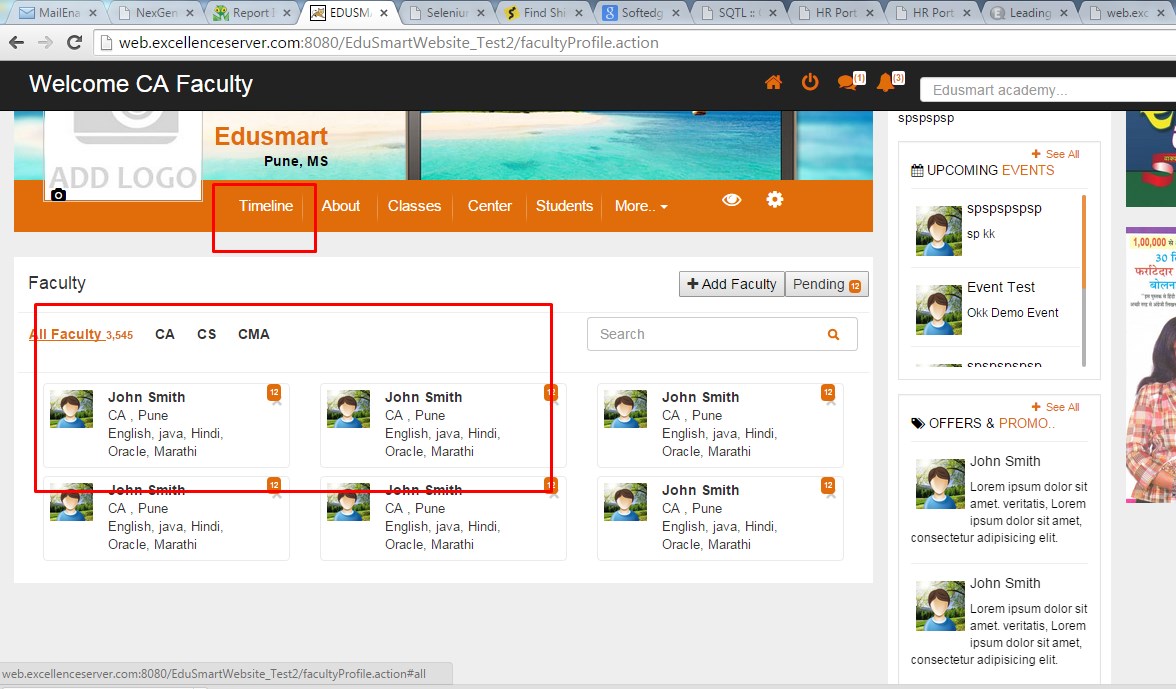 MailEna
NexGen
Report I
EDUSM
Seleniu
Find Shi
Softedg
SQTL ::
HR Port
HR Port
Leading
web.exc
web.excellenceserver.com:8080/EduSmartWebsite_Test2/facultyProfile.action
Welcome CA Faculty
(1)
(3)
Edusmart academy...
ADD LOGO
Edusmart
Pune, MS
Timeline
About
Classes
Center
Students
More..
Faculty
Add Faculty
Pending 12
All Faculty 3,545
CA
CS
CMA
Search
John Smith
12
CA , Pune
English, java, Hindi,
Oracle, Marathi
John Smith
12
CA , Pune
English, java, Hindi,
Oracle, Marathi
John Smith
12
CA , Pune
English, java, Hindi,
Oracle, Marathi
John Smith
12
CA , Pune
English, java, Hindi,
Oracle, Marathi
John Smith
12
CA , Pune
English, java, Hindi,
Oracle, Marathi
John Smith
12
CA , Pune
English, java, Hindi,
Oracle, Marathi
spspspsp
See All
UPCOMING EVENTS
spspspspsp
sp kk
Event Test
Okk Demo Event
spspspspsp
See All
OFFERS & PROMO..
John Smith
Lorem ipsum dolor sit
amet. veritatis, Lorem
ipsum dolor sit amet,
consectetur adipisicing elit.
John Smith
Lorem ipsum dolor sit
amet. veritatis, Lorem
ipsum dolor sit amet,
consectetur adipisicing elit.
1,00,000 से
30 दि
फर्राटेदार
बोलन
web.excellenceserver.com:8080/EduSmartWebsite_Test2/facultyProfile.action#all